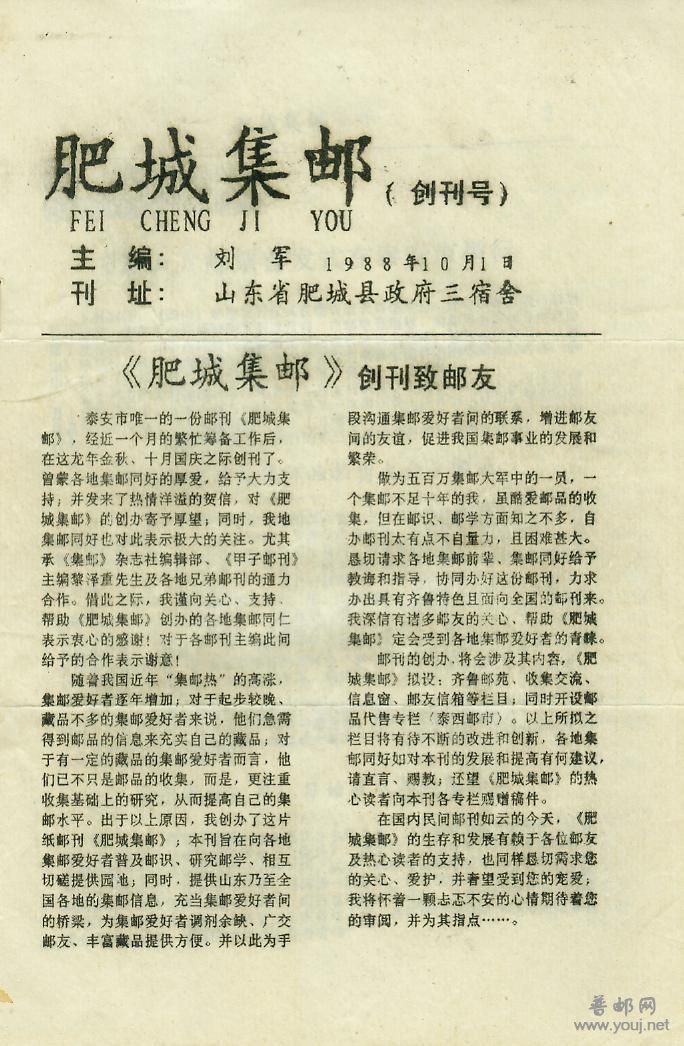 肥城集邮(创刊号)
FEI CHENG JI YOU
主编：刘军 1988年10月1日
刊址：山东省肥城县政府三宿舍
《肥城集邮》创刊致邮友
泰安市唯一的一份邮刊《肥城集
邮》，经近一个月的繁忙筹备工作后，
在这龙年金秋、十月国庆之际创刊了。
曾蒙各地集邮同好的厚爱，给予大力支
持；并发来了热情洋溢的贺信，对《肥
城集邮》的创办寄予厚望；同时，我地
集邮同好也对此表示极大的关注。尤其
承《集邮》杂志社编辑部、《甲子邮刊》
主编黎泽重先生及各地兄弟邮刊的通力
合作。借此之际，我谨向关心、支持、
帮助《肥城集邮》创办的各地集邮同仁
表示衷心的感谢！对于各邮刊主编此间
给予的合作表示谢意！
随着我国近年“集邮热”的高涨，
集邮爱好者逐年增加；对于起步较晚、
藏品不多的集邮爱好者来说，他们急需
得到邮品的信息来充实自己的藏品；对
于有一定的藏品的集邮爱好者而言，他
们已不只是邮品的收集，而是，更注重
收集基础上的研究，从而提高自己的集
邮水平。出于以上原因，我创办了这片
纸邮刊《肥城集邮》；本刊旨在向各地
集邮爱好者普及邮识、研究邮学、相互
切磋提供园地；同时，提供山东乃至全
国各地的集邮信息，充当集邮爱好者间
的桥梁，为集邮爱好者调剂余缺、广交
邮友、丰富藏品提供方便。并以此为手
段沟通集邮爱好者间的联系，增进邮友
间的友谊，促进我国集邮事业的发展和
繁荣。
做为五百万集邮大军中的一员，一
个集邮不足十年的我，虽酷爱邮品的收
集，但在邮识、邮学方面知之不多，自
办邮刊太有点不自量力，且困难甚大。
恳切请求各地集邮前辈、集邮同好给予
教诲和指导，协同办好这份邮刊，力求
办出具有齐鲁特色且面向全国的邮刊来。
我深信有诸多邮友的关心、帮助《肥城
集邮》定会受到各地集邮爱好者的青睐。
邮刊的创办，将会涉及其内容，《肥
城集邮》拟设：齐鲁邮苑、收集交流、
信息窗、邮友信箱等栏目；同时开设邮
品代售专栏（泰西邮市）。以上所拟之
栏目将有待不断的改进和创新，各地集
邮同好如对本刊的发展和提高有何建议，
请直言、赐教；还望《肥城集邮》的热
心读者向本刊各专栏赐赠稿件。
在国内民间邮刊如云的今天，《肥
城集邮》的生存和发展有赖于各位邮友
及热心读者的支持，也同样恳切需求您
的关心、爱护，并奢望受到您的宠爱；
我将怀着一颗忐忑不安的心情期待着您
的审阅，并为其指点……。
普邮网
www.youj.net